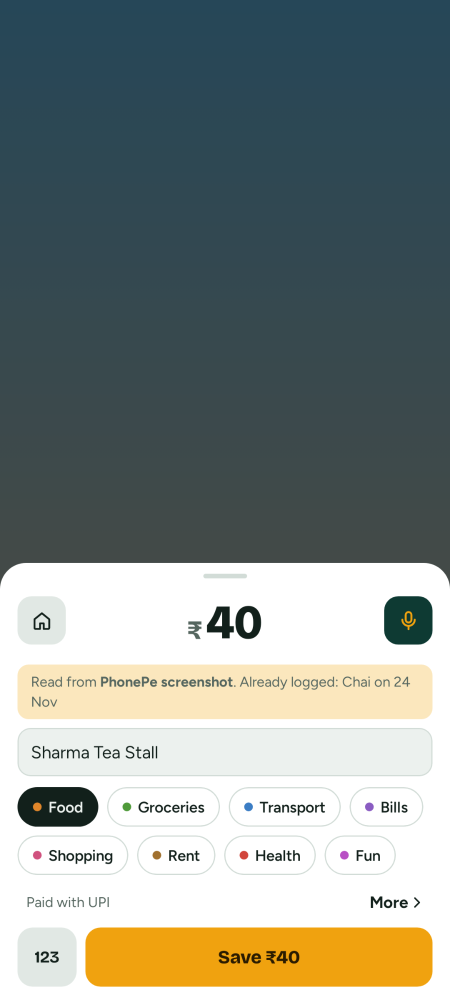 ₹40
Read from PhonePe screenshot. Already logged: Chai on 24
Nov
Sharma Tea Stall
Food Groceries Transport Bills
Shopping Rent Health Fun
Paid with UPI More
123 Save ₹40